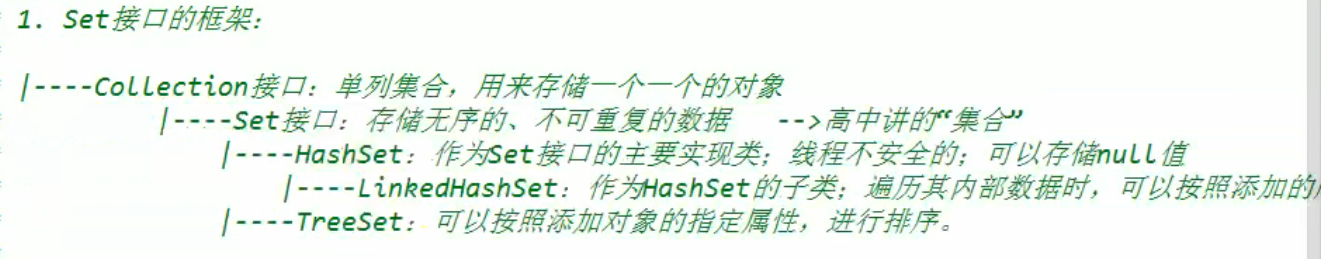 1. Set接口的框架：
|----Collection接口：单列集合，用来存储一个一个的对象
|----Set接口：存储无序的、不可重复的数据 -->高中讲的“集合”
|----HashSet：作为Set接口的主要实现类；线程不安全的；可以存储null值
|----LinkedHashSet：作为HashSet的子类；遍历其内部数据时，可以按照添加的
|----TreeSet：可以按照添加对象的指定属性，进行排序。